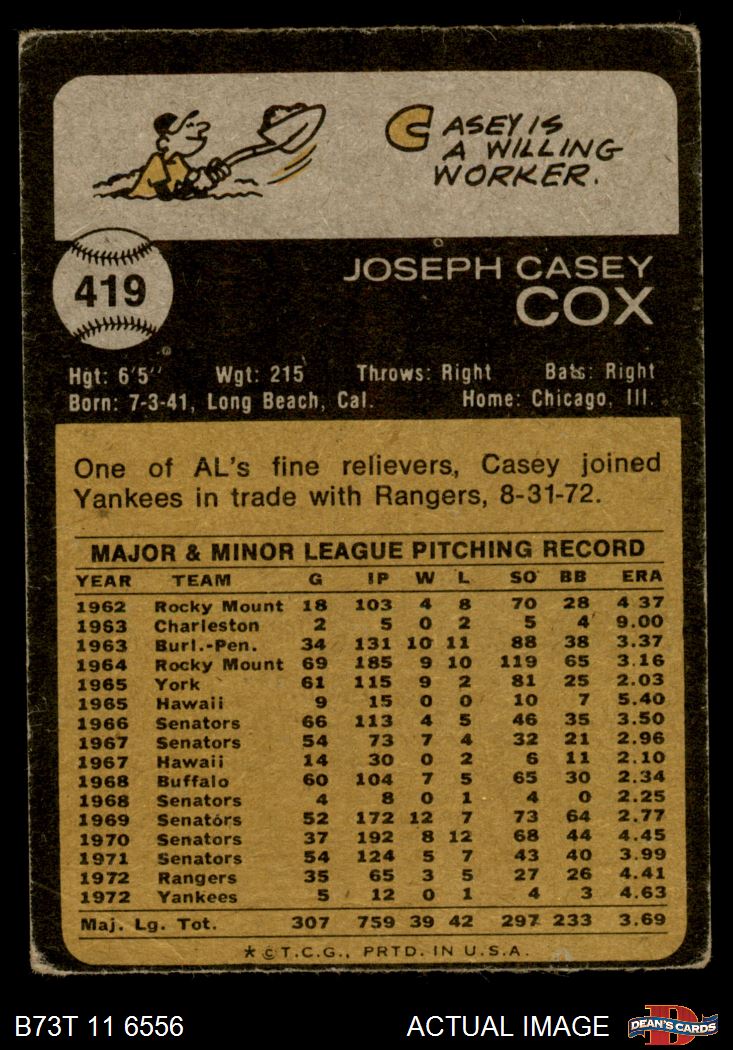 CASEY IS
A WILLING
WORKER.
419
JOSEPH CASEY
COX
Hgt: 6'5" Wgt: 215 Throws: Right Bats: Right
Born: 7-3-41, Long Beach, Cal. Home: Chicago, Ill.
One of AL's fine relievers, Casey joined
Yankees in trade with Rangers, 8-31-72.
MAJOR & MINOR LEAGUE PITCHING RECORD
YEAR TEAM G IP W L SO BB ERA
1962 Rocky Mount 18 103 4 8 70 28 4.37
1963 Charleston 2 5 0 2 5 4 9.00
1963 Burl.-Pen. 34 131 10 11 88 38 3.37
1964 Rocky Mount 69 185 9 10 119 65 3.16
1965 York 61 115 9 2 81 25 2.03
1965 Hawaii 9 15 0 0 10 7 5.40
1966 Senators 66 113 4 5 46 35 3.50
1967 Senators 54 73 7 4 32 21 2.96
1967 Hawaii 14 30 0 2 6 11 2.10
1968 Buffalo 60 104 7 5 65 30 2.34
1968 Senators 4 8 0 1 4 0 2.25
1969 Senators 52 172 12 7 73 64 2.77
1970 Senators 37 192 8 12 68 44 4.45
1971 Senators 54 124 5 7 43 40 3.99
1972 Rangers 35 65 3 5 27 26 4.41
1972 Yankees 5 12 0 1 4 3 4.63
Maj. Lg. Tot. 307 759 39 42 297 233 3.69
* © T.C.G., PRTD. IN U.S.A.
B73T 11 6556 ACTUAL IMAGE DEAN'S CARDS